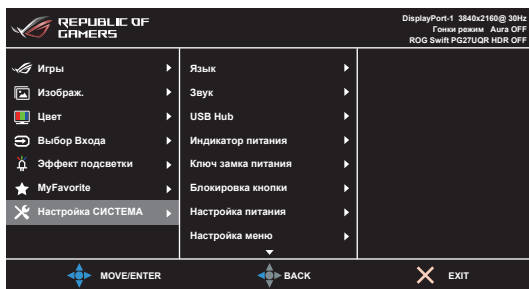 REPUBLIC OF
GAMERS
DisplayPort-1 3840x2160@ 30Hz
Гонки режим Aura OFF
ROG Swift PG27UQR HDR OFF
Игры
Изображ.
Цвет
Выбор Входа
Эффект подсветки
MyFavorite
Настройка СИСТЕМА
Язык
Звук
USB Hub
Индикатор питания
Ключ замка питания
Блокировка кнопки
Настройка питания
Настройка меню
MOVE/ENTER
BACK
EXIT